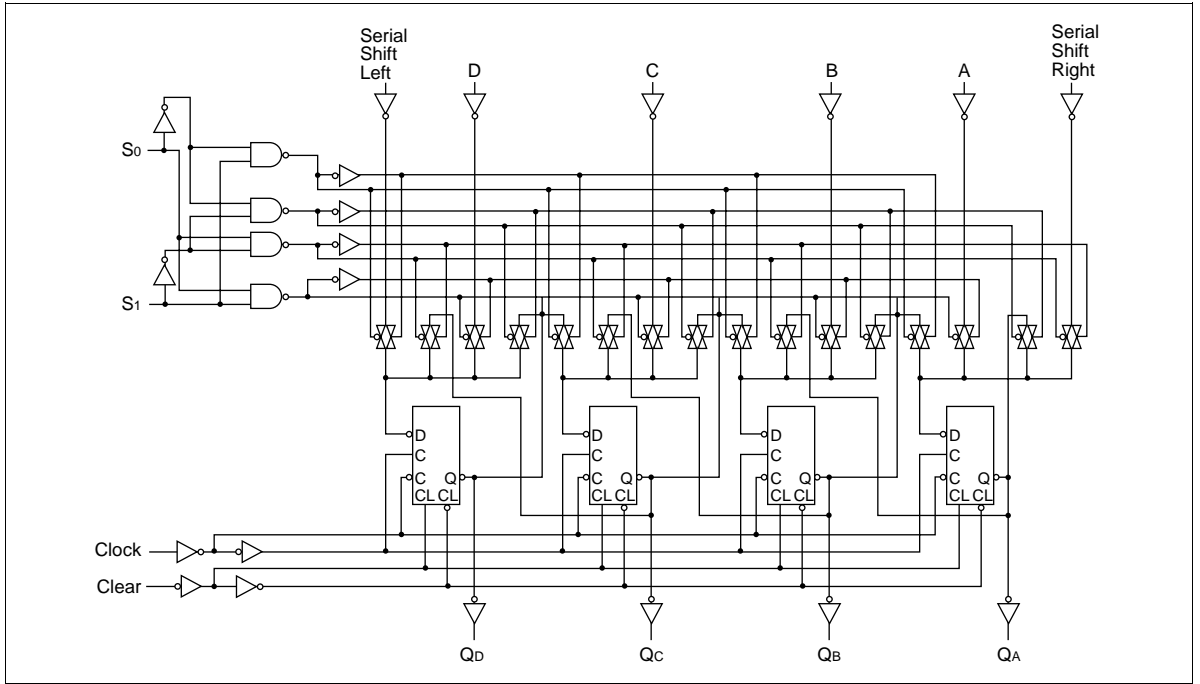 Serial
Shift
Left
D
C
B
A
Serial
Shift
Right
S0
S1
D
C
C Q
CL CL
D
C
C Q
CL CL
D
C
C Q
CL CL
D
C
C Q
CL CL
Clock
Clear
QD
QC
QB
QA